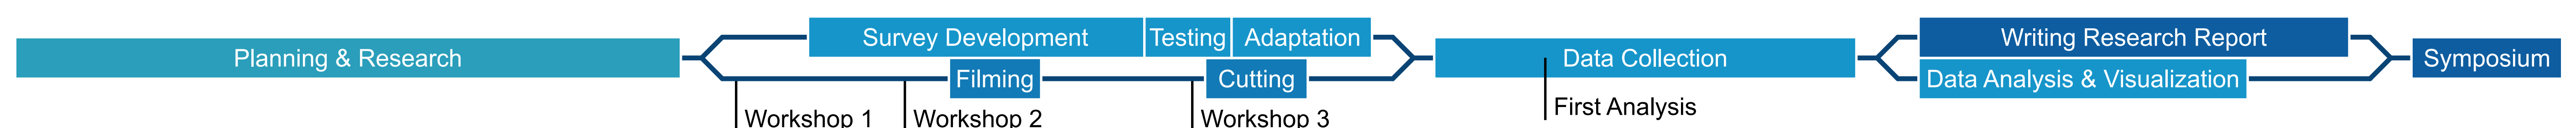 Planning & Research
Survey Development
Testing
Adaptation
Filming
Cutting
Workshop 1
Workshop 2
Workshop 3
Data Collection
First Analysis
Writing Research Report
Data Analysis & Visualization
Symposium